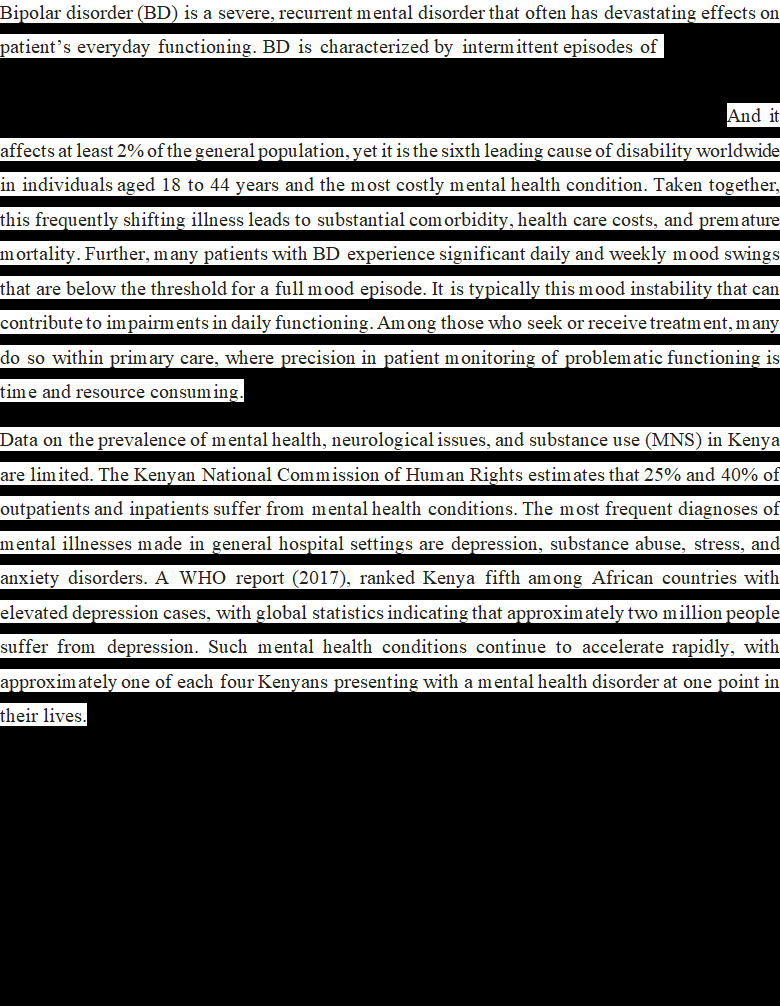 Bipolar disorder (BD) is a severe, recurrent mental disorder that often has devastating effects on
patient's everyday functioning. BD is characterized by intermittent episodes of
And it
affects at least 2% of the general population, yet it is the sixth leading cause of disability worldwide
in individuals aged 18 to 44 years and the most costly mental health condition. Taken together,
this frequently shifting illness leads to substantial comorbidity, health care costs, and premature
mortality. Further, many patients with BD experience significant daily and weekly mood swings
that are below the threshold for a full mood episode. It is typically this mood instability that can
contribute to impairments in daily functioning. Among those who seek or receive treatment, many
do so within primary care, where precision in patient monitoring of problematic functioning is
time and resource consuming.
Data on the prevalence of mental health, neurological issues, and substance use (MNS) in Kenya
are limited. The Kenyan National Commission of Human Rights estimates that 25% and 40% of
outpatients and inpatients suffer from mental health conditions. The most frequent diagnoses of
mental illnesses made in general hospital settings are depression, substance abuse, stress, and
anxiety disorders. A WHO report (2017), ranked Kenya fifth among African countries with
elevated depression cases, with global statistics indicating that approximately two million people
suffer from depression. Such mental health conditions continue to accelerate rapidly, with
approximately one of each four Kenyans presenting with a mental health disorder at one point in
their lives.